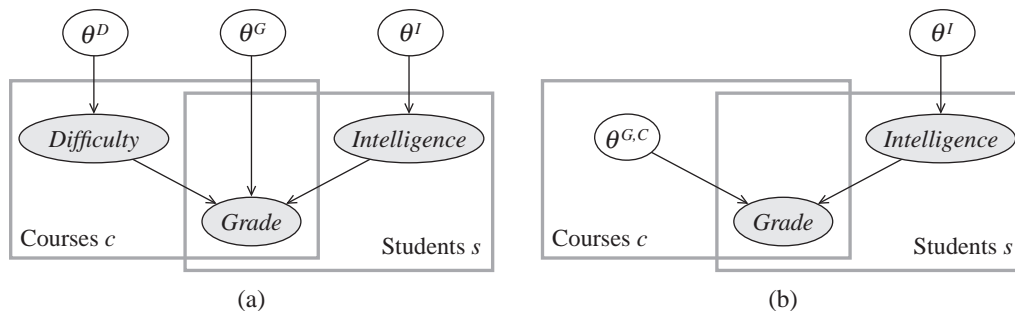 θ^D θ^G θ^I θ^I
Difficulty Intelligence θ^{G,C} Intelligence
Grade Grade
Courses c Students s Courses c Students s
(a) (b)